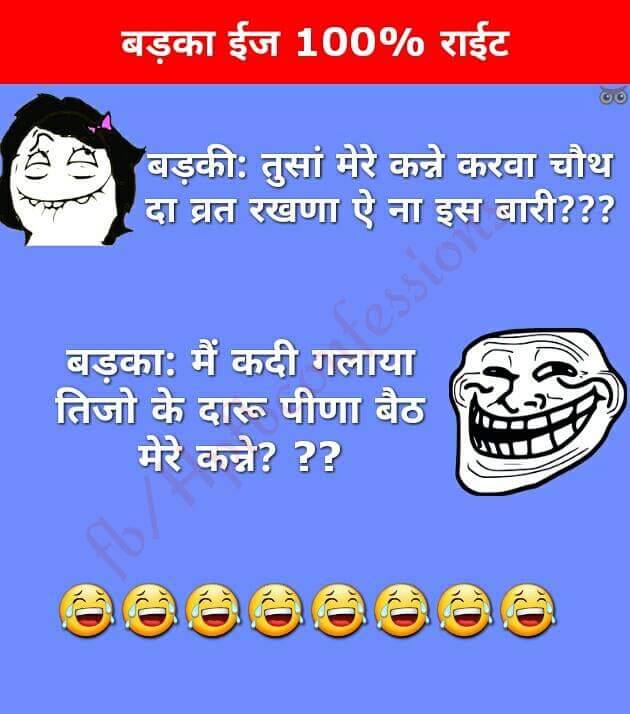 बड़का ईज 100% राईट
बड़की: तुसां मेरे कन्ने करवा चौथ
दा व्रत रखणा ऐ ना इस बारी???
बड़का: मैं कदी गलाया
तिजो के दारू पीणा बैठ
मेरे कन्ने? ??